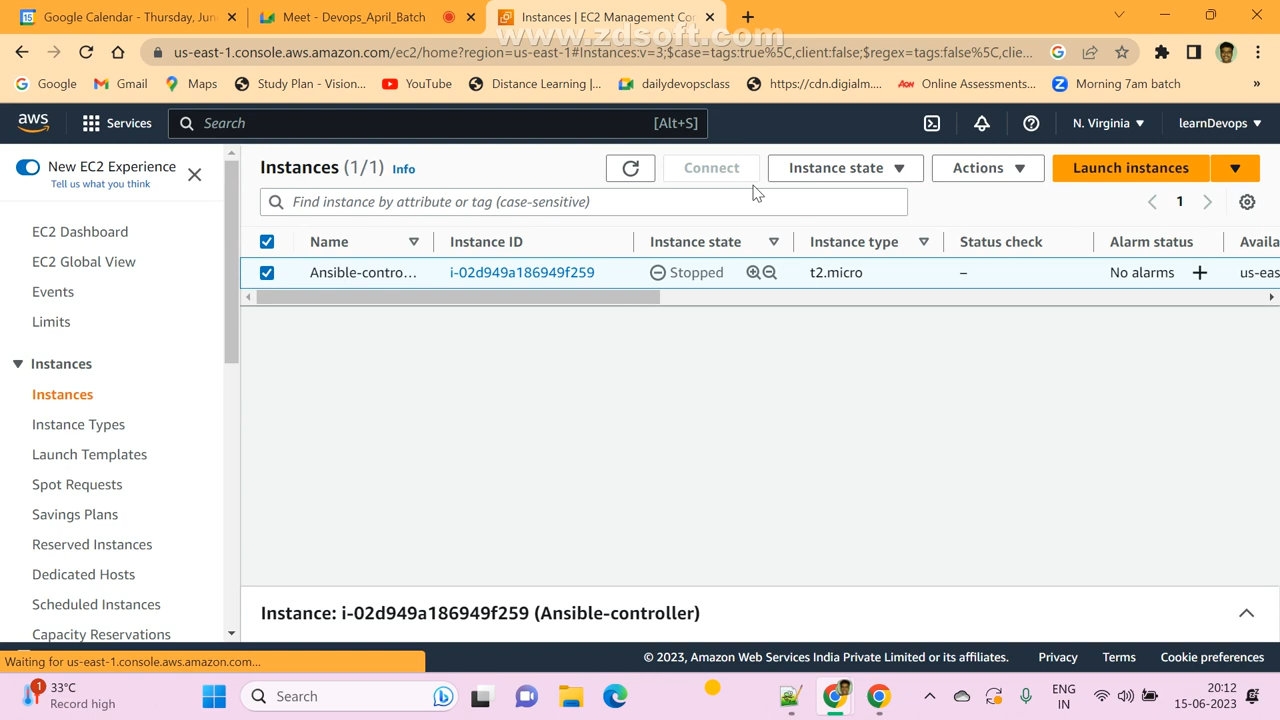 Google Calendar - Thursday, Jun
Meet - Devops_April_Batch
Instances | EC2 Management Con
www.zdsoft.com
us-east-1.console.aws.amazon.com/ec2/home?region=us-east-1#Instances:v=3;$case=tags:true%5C,client:false;$regex=tags:false%5C,clie...
Google
Gmail
Maps
Study Plan - Vision...
YouTube
Distance Learning |...
dailydevopsclass
https://cdn.digialm....
Aon
Online Assessments...
Morning 7am batch
»
aws
Services
Search
[Alt+S]
N. Virginia
learnDevops
New EC2 Experience
Tell us what you think
Instances (1/1) Info
Connect
Instance state
Actions
Launch instances
Find instance by attribute or tag (case-sensitive)
1
Name
Instance ID
Instance state
Instance type
Status check
Alarm status
Availa
Ansible-contro...
i-02d949a186949f259
Stopped
t2.micro
–
No alarms
us-eas
EC2 Dashboard
EC2 Global View
Events
Limits
Instances
Instances
Instance Types
Launch Templates
Spot Requests
Savings Plans
Reserved Instances
Dedicated Hosts
Scheduled Instances
Capacity Reservations
Instance: i-02d949a186949f259 (Ansible-controller)
Waiting for us-east-1.console.aws.amazon.com...
© 2023, Amazon Web Services India Private Limited or its affiliates.
Privacy
Terms
Cookie preferences
1
33°C
Record high
Search
ENG
IN
20:12
15-06-2023